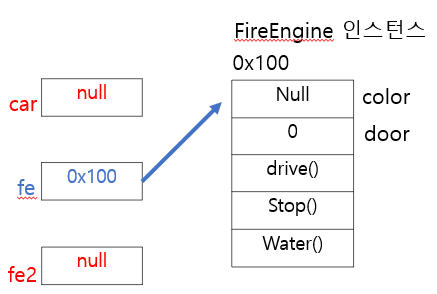 FireEngine 인스턴스
0x100
car null
Null color
0 door
fe 0x100
drive()
Stop()
Water()
fe2 null